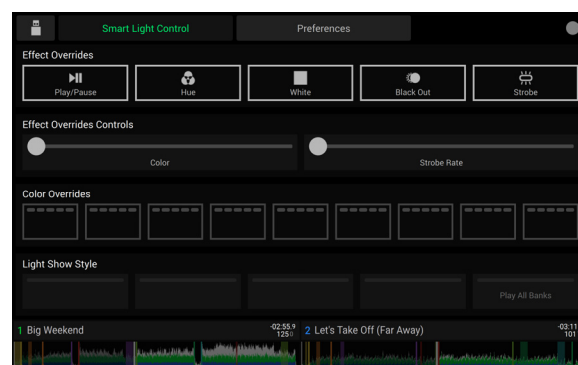 Smart Light Control
Preferences
Effect Overrides
Play/Pause
Hue
White
Black Out
Strobe
Effect Overrides Controls
Color
Strobe Rate
Color Overrides
Light Show Style
Play All Banks
1 Big Weekend
-02:55.9
125.0
2 Let's Take Off (Far Away)
-03:11
101